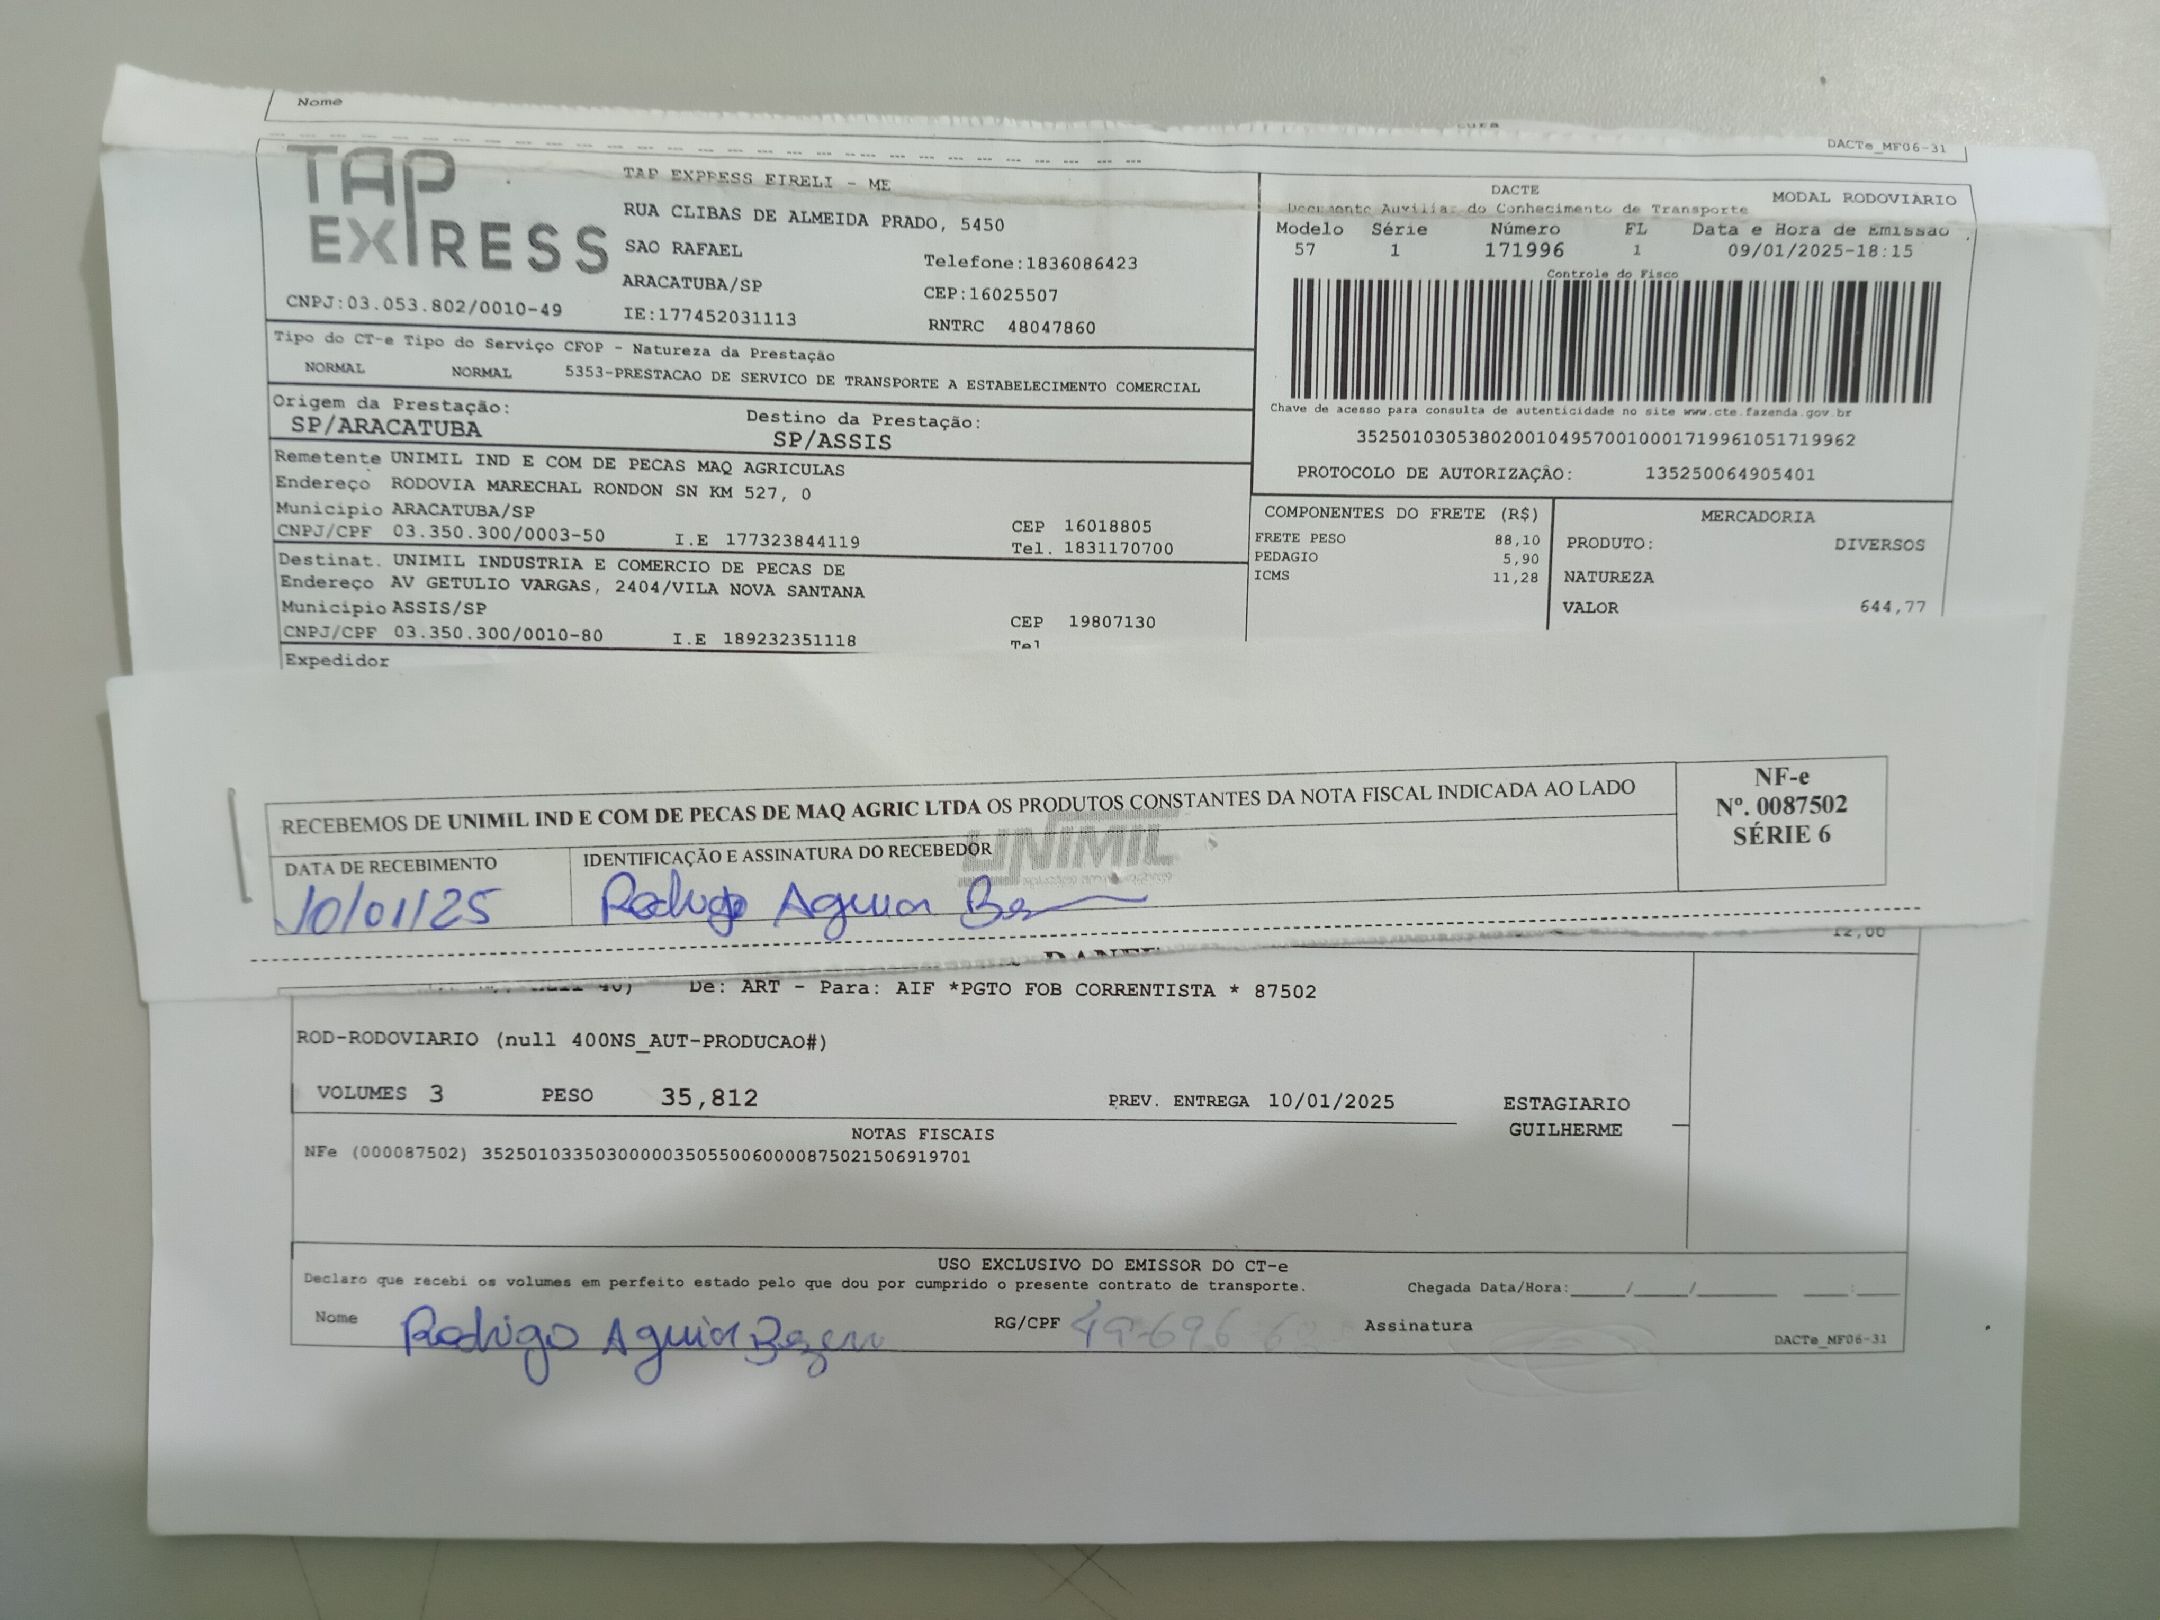 Nome
DACTe_MF06-31
TAP EXPRESS
TAP EXPRESS EIRELI - ME
RUA CLIBAS DE ALMEIDA PRADO, 5450
SAO RAFAEL
Telefone:1836086423
ARACATUBA/SP
CEP:16025507
CNPJ:03.053.802/0010-49
IE:177452031113
RNTRC 48047860
DACTE
MODAL RODOVIARIO
Documento Auxiliar do Conhecimento de Transporte
Modelo Série Número FL Data e Hora de Emissão
57 1 171996 1 09/01/2025-18:15
Controle do Fisco
Chave de acesso para consulta de autenticidade no site www.cte.fazenda.gov.br
35250103053802001049570010001719961051719962
PROTOCOLO DE AUTORIZAÇÃO: 135250064905401
Tipo do CT-e Tipo do Serviço CFOP - Natureza da Prestação
NORMAL NORMAL 5353-PRESTACAO DE SERVICO DE TRANSPORTE A ESTABELECIMENTO COMERCIAL
Origem da Prestação: Destino da Prestação:
SP/ARACATUBA SP/ASSIS
Remetente UNIMIL IND E COM DE PECAS MAQ AGRICULAS
Endereço RODOVIA MARECHAL RONDON SN KM 527, 0
Municipio ARACATUBA/SP CEP 16018805
CNPJ/CPF 03.350.300/0003-50 I.E 177323844119 Tel. 1831170700
Destinat. UNIMIL INDUSTRIA E COMERCIO DE PECAS DE
Endereço AV GETULIO VARGAS, 2404/VILA NOVA SANTANA
Municipio ASSIS/SP CEP 19807130
CNPJ/CPF 03.350.300/0010-80 I.E 189232351118 Tel
Expedidor
COMPONENTES DO FRETE (R$)
FRETE PESO 88,10
PEDAGIO 5,90
ICMS 11,28
MERCADORIA
PRODUTO: DIVERSOS
NATUREZA
VALOR 644,77
RECEBEMOS DE UNIMIL IND E COM DE PECAS DE MAQ AGRIC LTDA OS PRODUTOS CONSTANTES DA NOTA FISCAL INDICADA AO LADO
NF-e
Nº. 0087502
SÉRIE 6
DATA DE RECEBIMENTO
IDENTIFICAÇÃO E ASSINATURA DO RECEBEDOR
UNIMIL
10/01/25
Rodrigo Aguiar
12,00
De: ART - Para: AIF *PGTO FOB CORRENTISTA * 87502
ROD-RODOVIARIO (null 400NS_AUT-PRODUCAO#)
VOLUMES 3 PESO 35,812 PREV. ENTREGA 10/01/2025
ESTAGIARIO
GUILHERME
NOTAS FISCAIS
NFe (000087502) 35250103350300000350550060000875021506919701
USO EXCLUSIVO DO EMISSOR DO CT-e
Declaro que recebi os volumes em perfeito estado pelo que dou por cumprido o presente contrato de transporte.
Chegada Data/Hora:_____/_____/_______ ____:____
Nome Rodrigo Aguiar RG/CPF Assinatura
DACTe_MF06-31